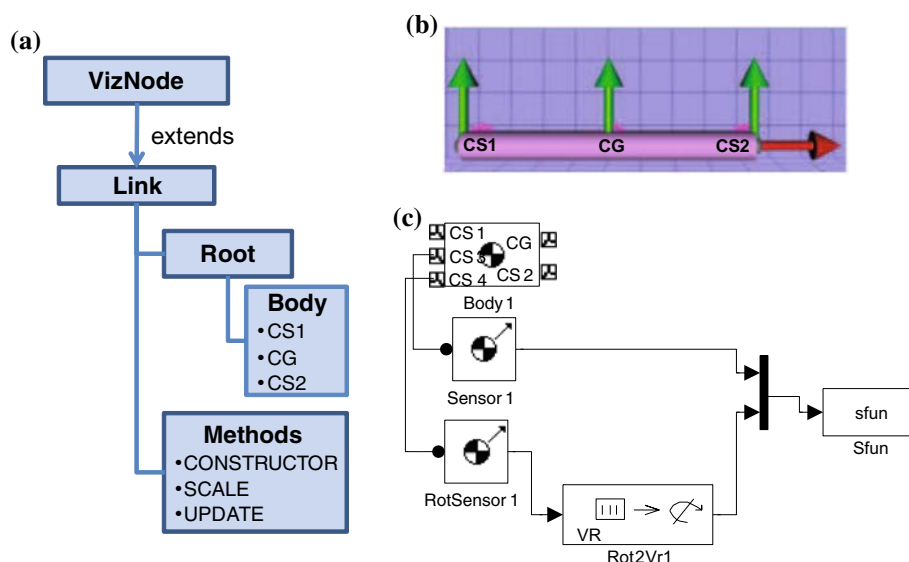 (a)
VizNode
extends
Link
Root
Body
•CS1
•CG
•CS2
Methods
•CONSTRUCTOR
•SCALE
•UPDATE
(b)
CS1
CG
CS2
(c)
CS 1
CG
CS 3
CS 2
CS 4
Body 1
Sensor 1
RotSensor 1
VR
Rot2Vr1
sfun
Sfun